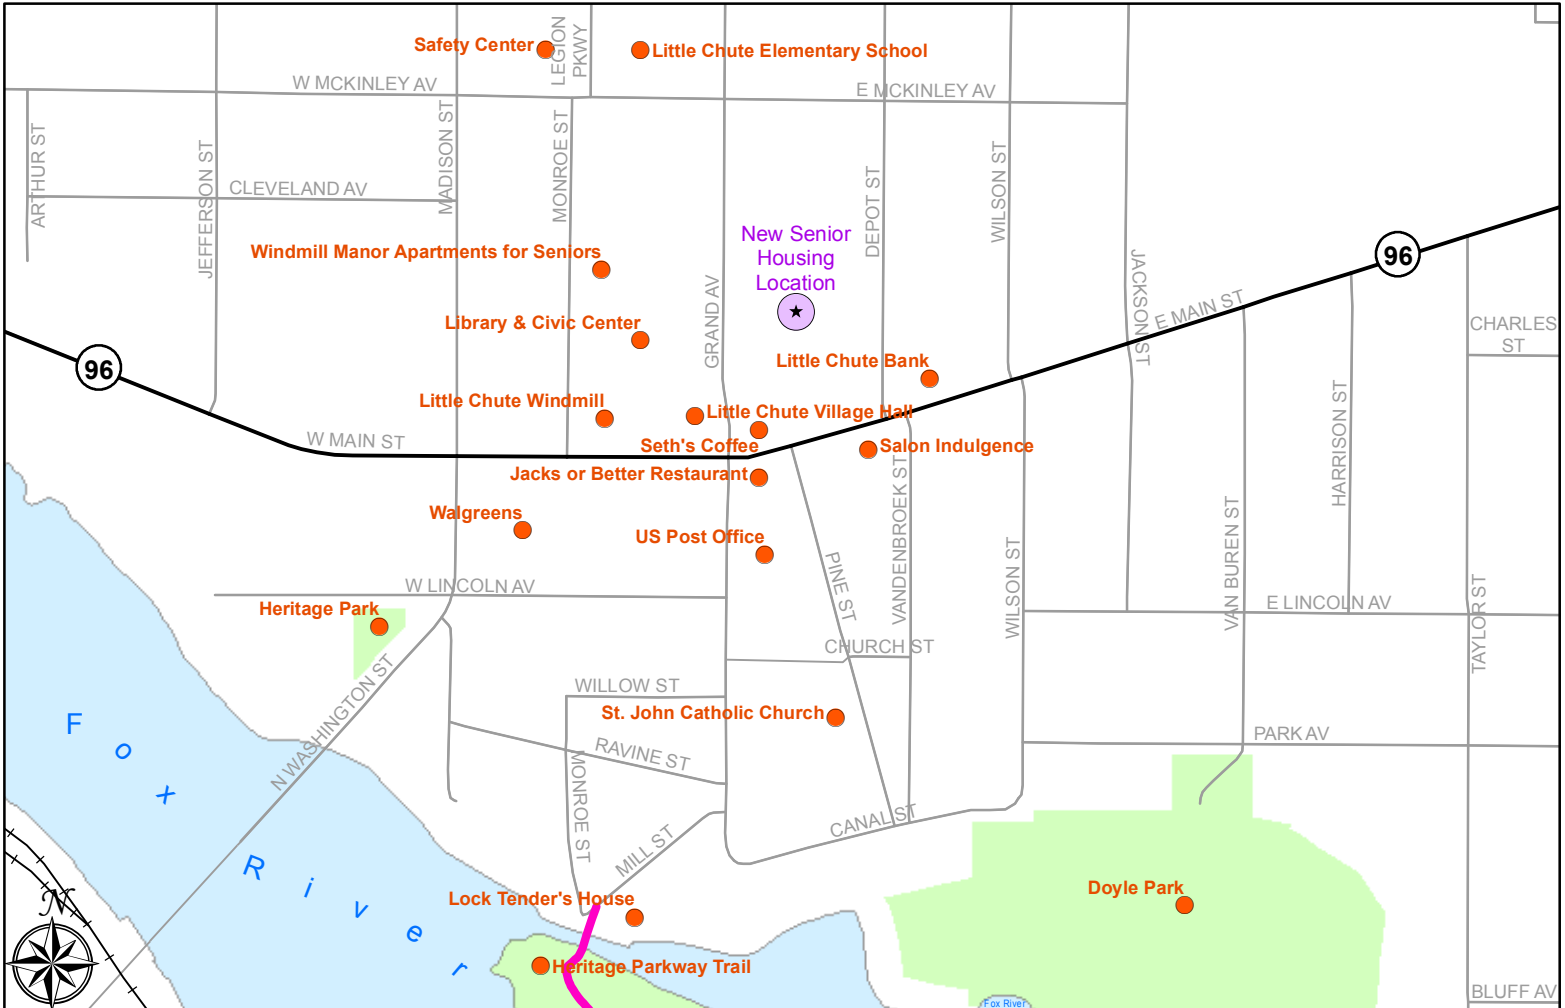 Safety Center
LEGION
PKWY
Little Chute Elementary School
W MCKINLEY AV
E MCKINLEY AV
ARTHUR ST
JEFFERSON ST
MADISON ST
MONROE ST
CLEVELAND AV
DEPOT ST
WILSON ST
New Senior
Housing
Location
Windmill Manor Apartments for Seniors
GRAND AV
JACKSON ST
96
E MAIN ST
Library & Civic Center
CHARLES
ST
96
Little Chute Bank
Little Chute Windmill
Little Chute Village Hall
W MAIN ST
Seth's Coffee
Salon Indulgence
HARRISON ST
Jacks or Better Restaurant
Walgreens
US Post Office
VANDENBROEK ST
PINE ST
WILSON ST
VAN BUREN ST
TAYLOR ST
W LINCOLN AV
E LINCOLN AV
Heritage Park
CHURCH ST
N WASHINGTON ST
WILLOW ST
St. John Catholic Church
RAVINE ST
PARK AV
MONROE ST
MILL ST
CANAL ST
Fox
River
N
Lock Tender's House
Doyle Park
Heritage Parkway Trail
BLUFF AV
Fox River